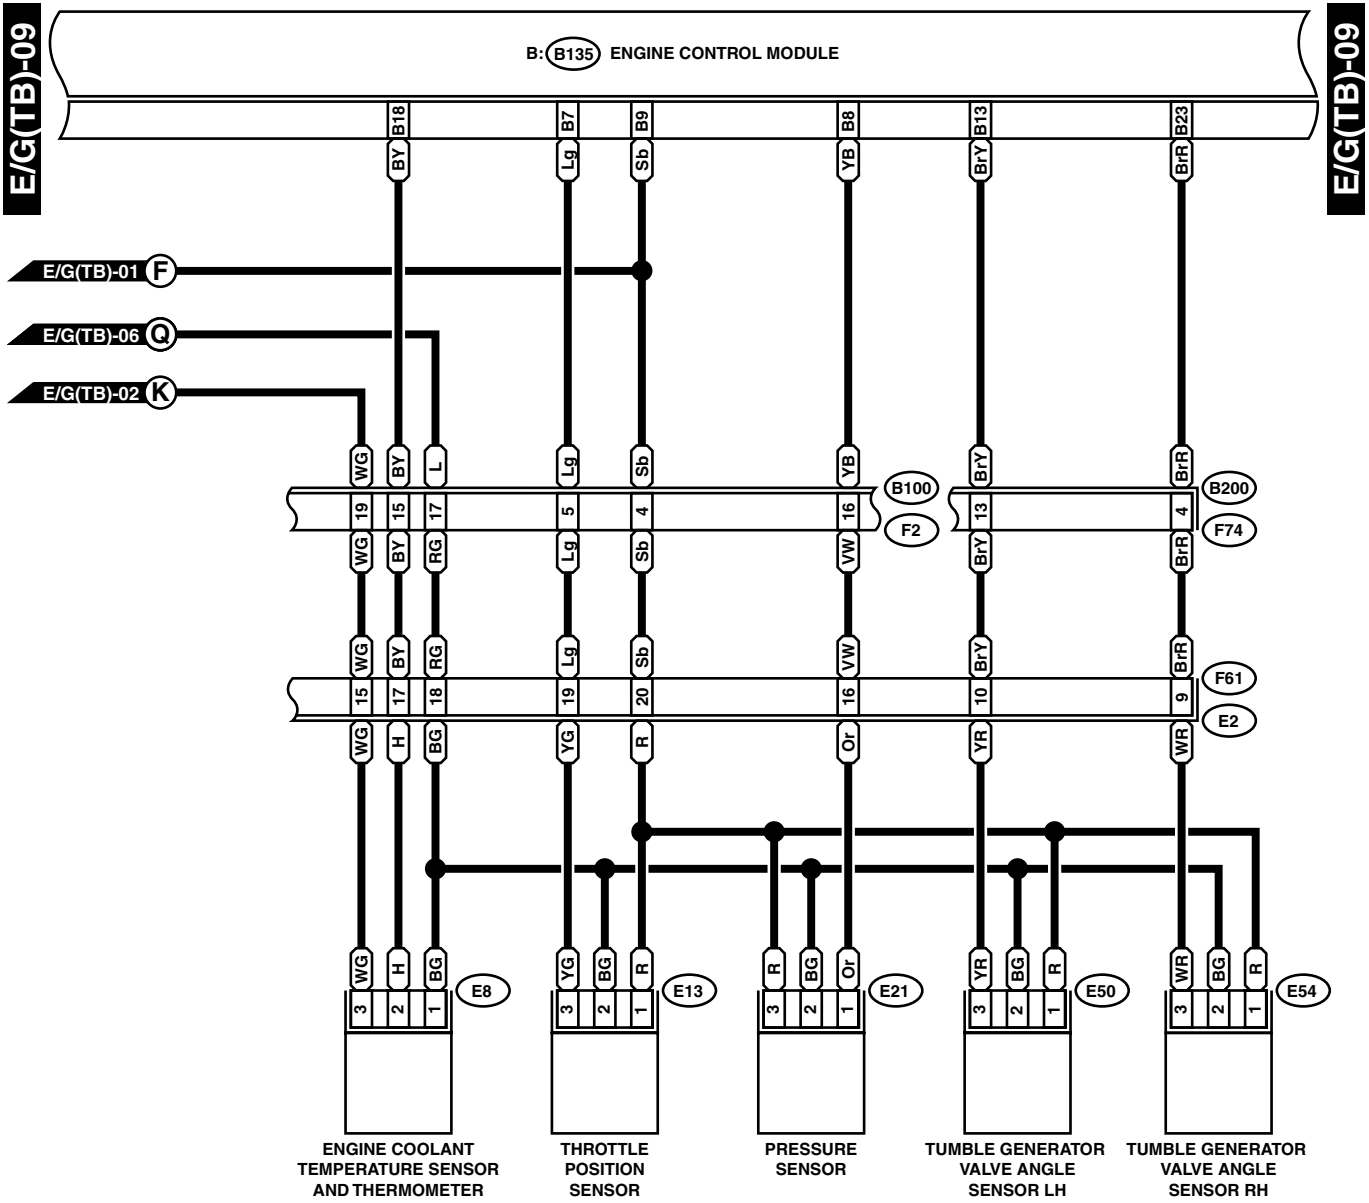 E/G(TB)-09
E/G(TB)-09
B: B135 ENGINE CONTROL MODULE
B18 B7 B9 B8 B13 B23
BY Lg Sb YB BrY BrR
E/G(TB)-01 F
E/G(TB)-06 Q
E/G(TB)-02 K
WG BY L Lg Sb YB BrY BrR
B100 B200
19 15 17 5 4 16 13 4
F2 F74
WG BY RG Lg Sb VW BrY BrR
WG BY RG Lg Sb VW BrY BrR
F61
15 17 18 19 20 16 10 9
E2
WG H BG YG R Or YR WR
WG H BG YG BG R R BG Or YR BG R WR BG R
E8 E13 E21 E50 E54
3 2 1 3 2 1 3 2 1 3 2 1 3 2 1
ENGINE COOLANT
TEMPERATURE SENSOR
AND THERMOMETER
THROTTLE
POSITION
SENSOR
PRESSURE
SENSOR
TUMBLE GENERATOR
VALVE ANGLE
SENSOR LH
TUMBLE GENERATOR
VALVE ANGLE
SENSOR RH